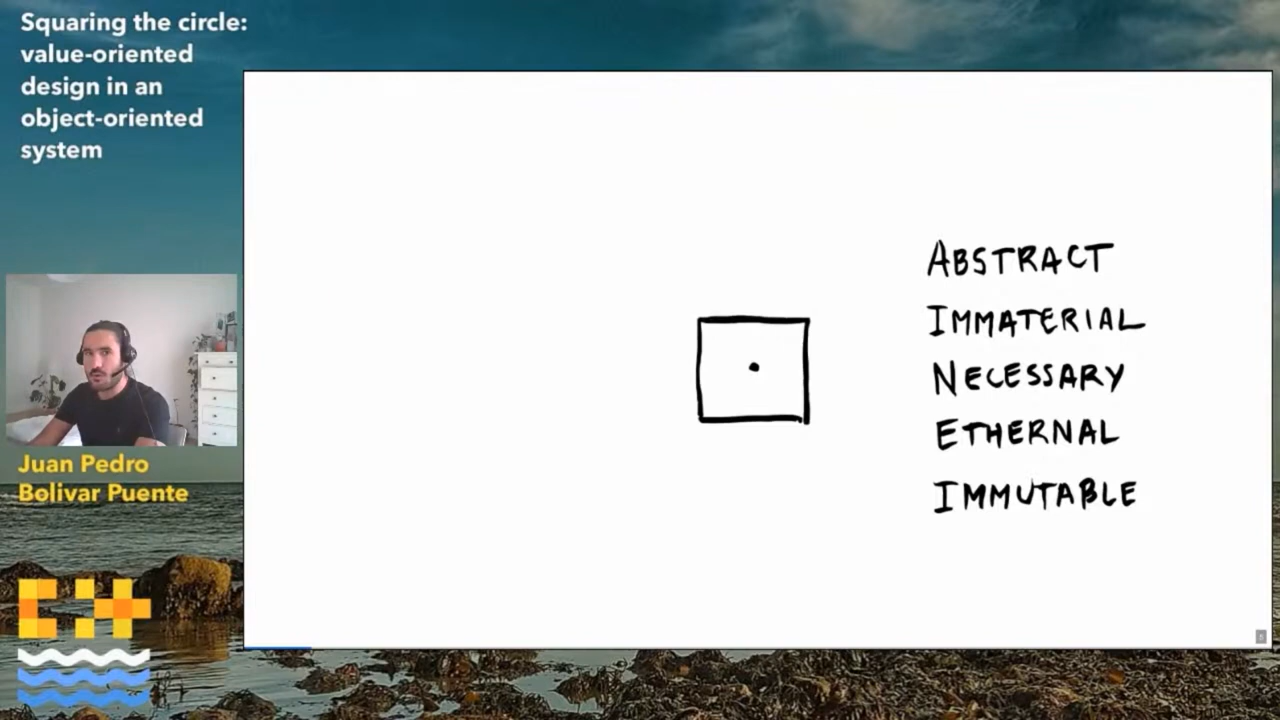 Squaring the circle:
value-oriented
design in an
object-oriented
system
ABSTRACT
IMMATERIAL
NECESSARY
ETHERNAL
IMMUTABLE
Juan Pedro
Bolivar Puente
C++